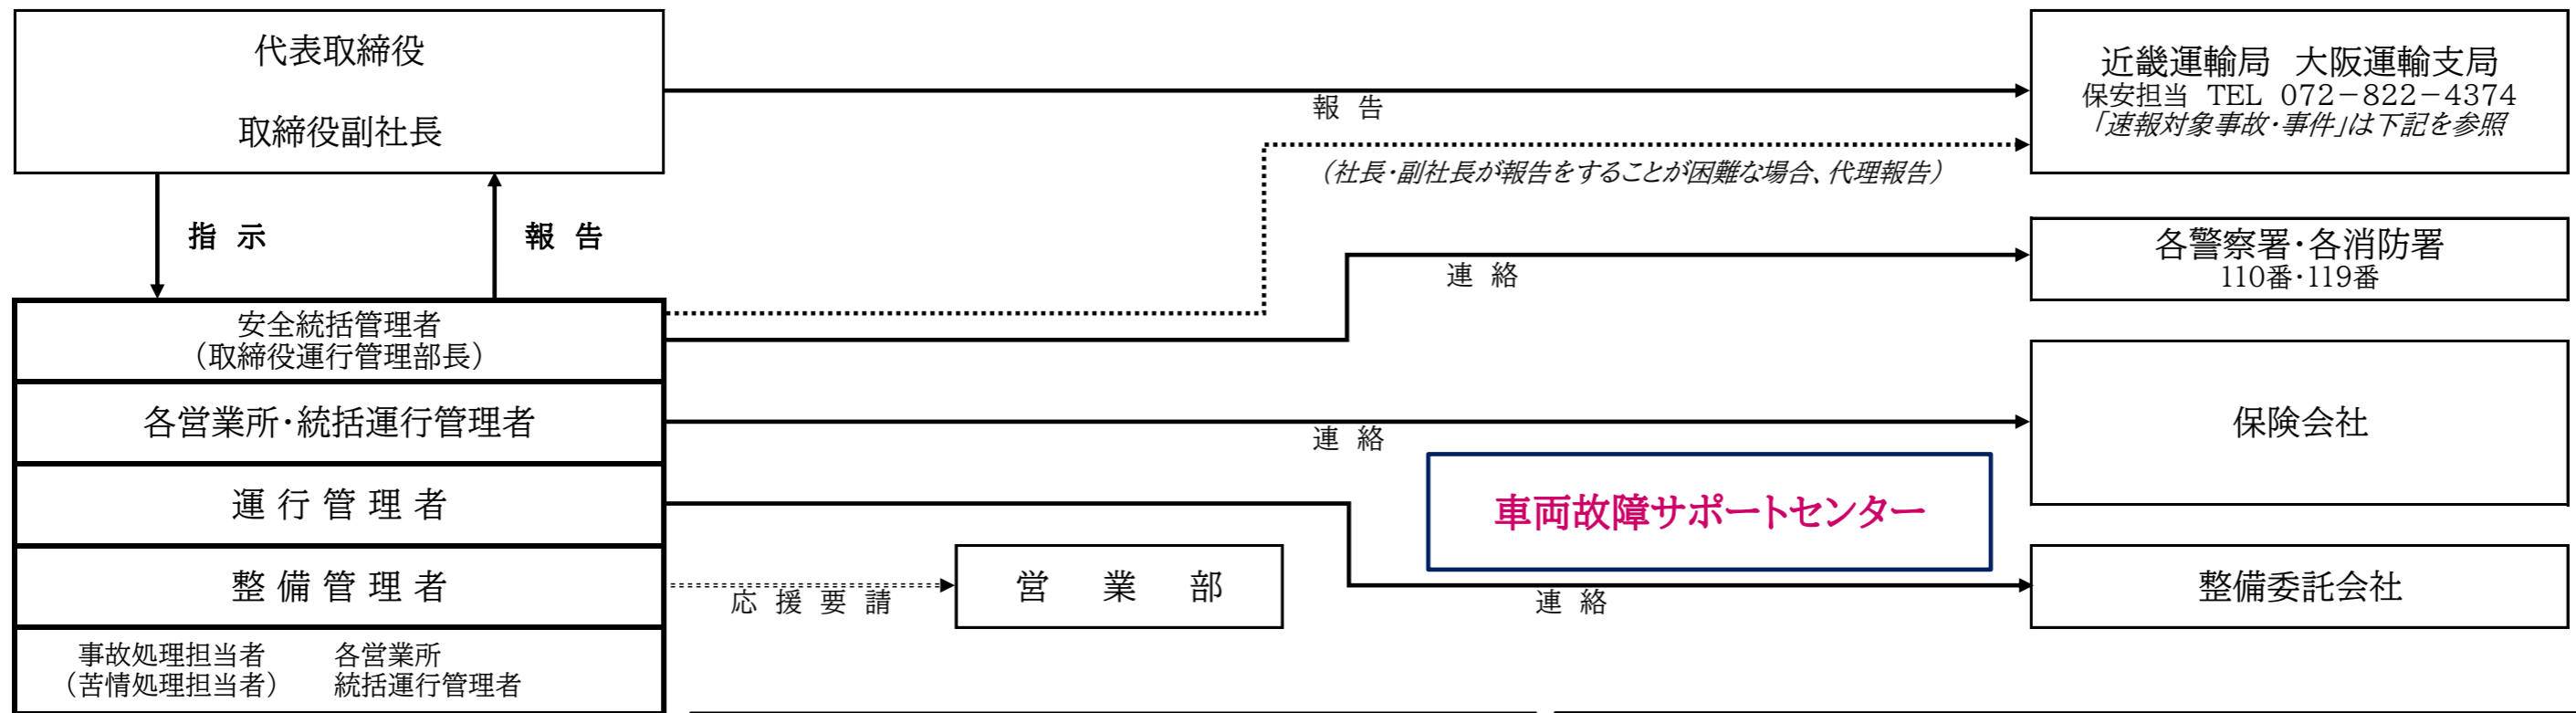 代表取締役
取締役副社長
近畿運輸局 大阪運輸支局
保安担当 TEL 072－822－4374
「速報対象事故・事件」は下記を参照
報 告
（社長・副社長が報告をすることが困難な場合、代理報告）
指 示
報 告
各警察署・各消防署
110番・119番
連 絡
安全統括管理者
（取締役運行管理部長）
各営業所・統括運行管理者
連 絡
保険会社
運 行 管 理 者
車両故障サポートセンター
整 備 管 理 者
応 援 要 請
営 業 部
連 絡
整備委託会社
事故処理担当者 各営業所
（苦情処理担当者） 統括運行管理者